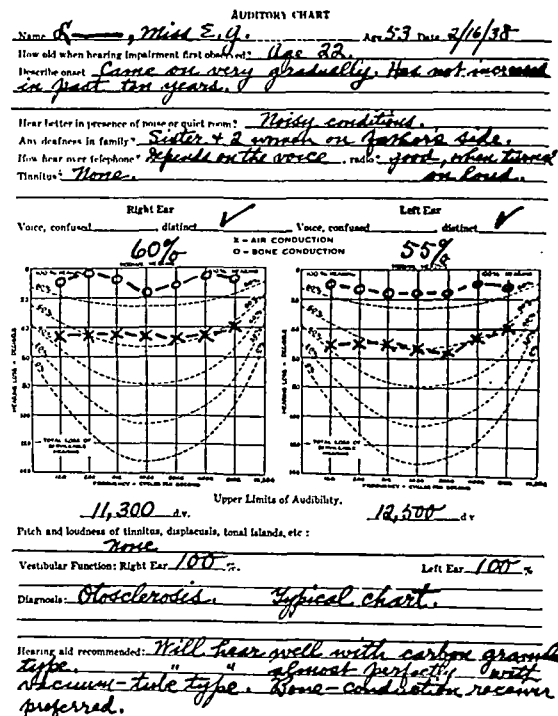 AUDITORY CHART
Name L——, Miss E. G. Age 53 Date 2/16/38
How old when hearing impairment first observed? Age 22.
Describe onset Came on very gradually. Has not increased
in past ten years.
Hear better in presence of noise or quiet room? Noisy conditions.
Any deafness in family? Sister + 2 women on father's side.
How hear over telephone? Depends on the voice. radio? good, when turned
Tinnitus? None. on loud.
Right Ear Left Ear
Voice, confused distinct ✓ Voice, confused distinct ✓
60% X - AIR CONDUCTION 55%
O - BONE CONDUCTION
100% HEARING
HEARING LOSS - DECIBELS
TOTAL LOSS OF SERVICEABLE HEARING
FREQUENCY - CYCLES PER SECOND
Upper Limits of Audibility.
11,300 d.v. 12,500 d.v.
Pitch and loudness of tinnitus, displacusis, tonal islands, etc:
None
Vestibular Function: Right Ear 100 %. Left Ear 100 %
Diagnosis: Otosclerosis. Typical chart.
Hearing aid recommended: Will hear well with carbon granule
type. " " almost perfectly with
vacuum-tube type. Bone-conduction receiver
preferred.